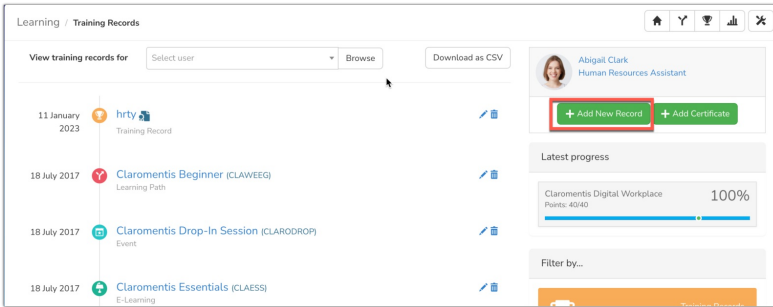 Learning / Training Records
View training records for
Select user
Browse
Download as CSV
11 January
2023
hrty
Training Record
18 July 2017
Claromentis Beginner (CLAWEEG)
Learning Path
18 July 2017
Claromentis Drop-In Session (CLARODROP)
Event
18 July 2017
Claromentis Essentials (CLAESS)
E-Learning
Abigail Clark
Human Resources Assistant
+ Add New Record
+ Add Certificate
Latest progress
Claromentis Digital Workplace
100%
Points: 40/40
Filter by...
Training Records